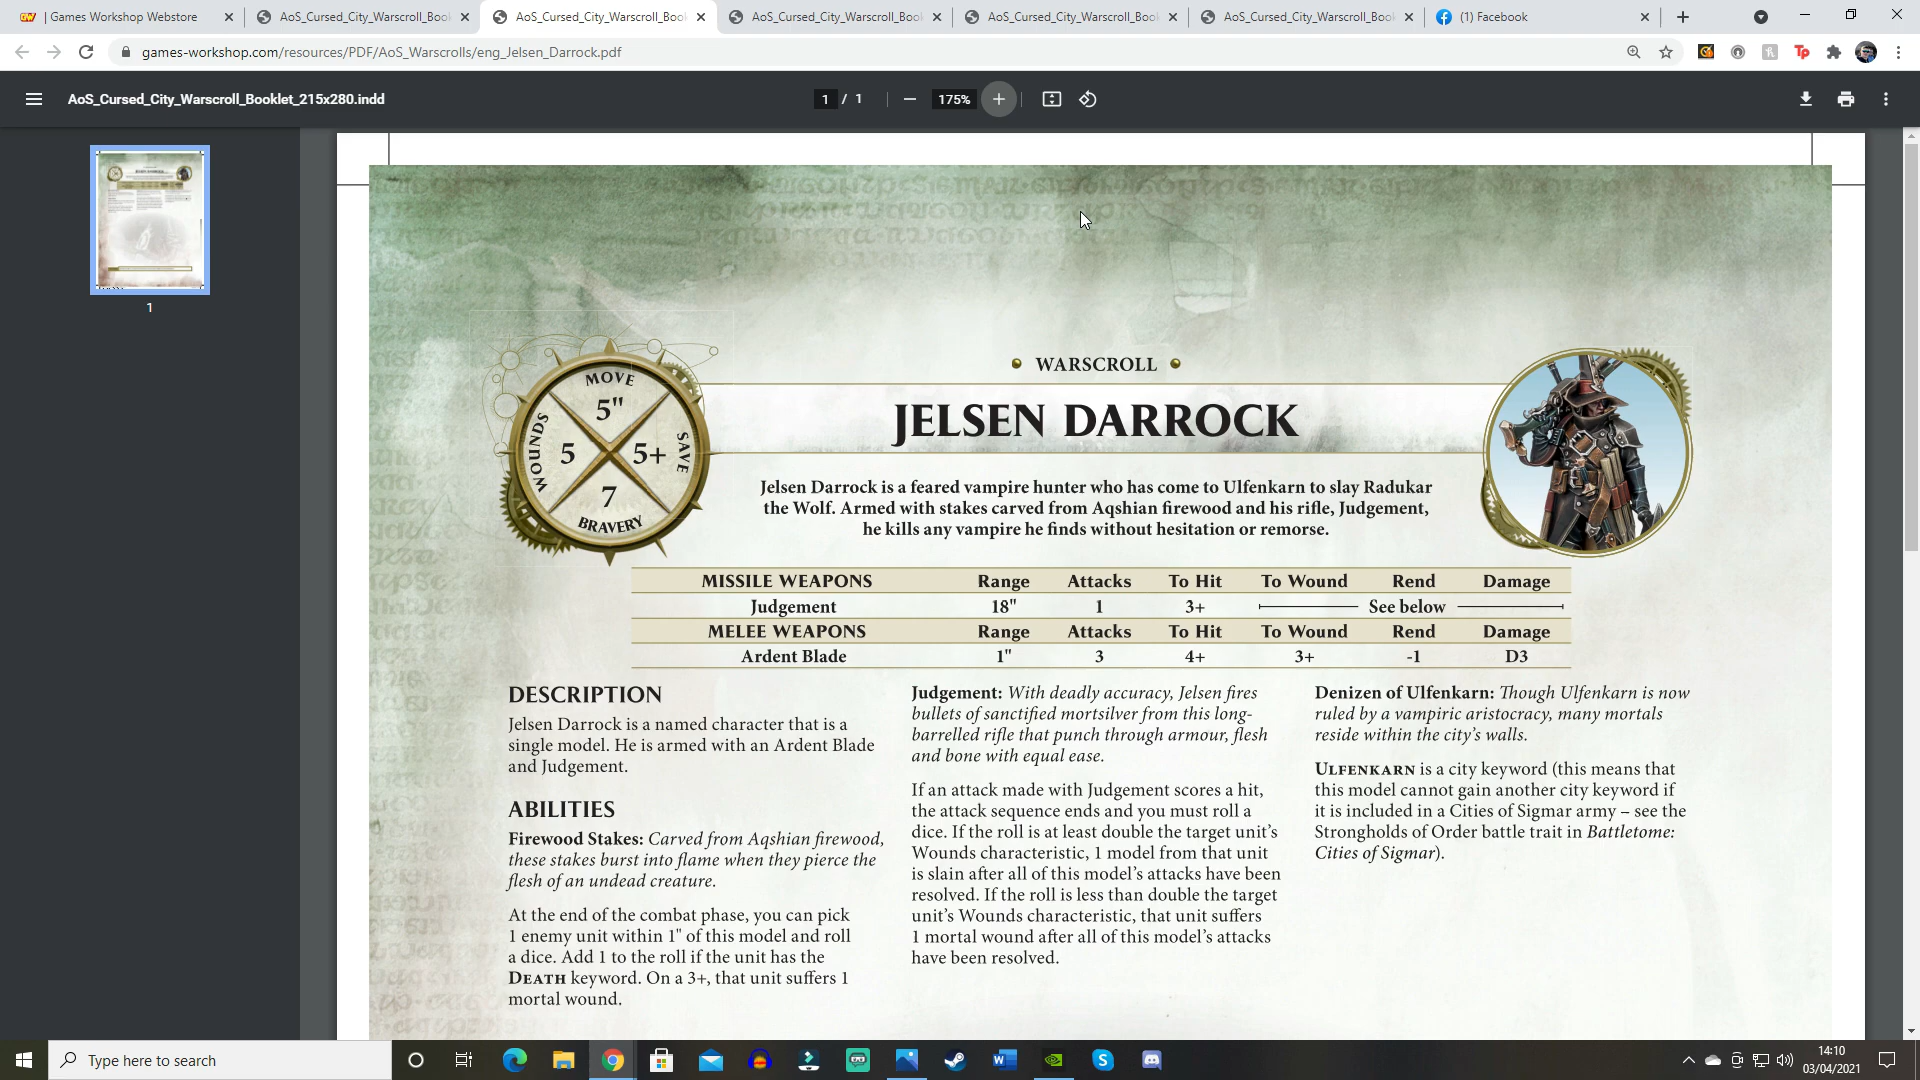 | Games Workshop Webstore
AoS_Cursed_City_Warscroll_Book
AoS_Cursed_City_Warscroll_Book
AoS_Cursed_City_Warscroll_Book
AoS_Cursed_City_Warscroll_Book
AoS_Cursed_City_Warscroll_Book
(1) Facebook
games-workshop.com/resources/PDF/AoS_Warscrolls/eng_Jelsen_Darrock.pdf
AoS_Cursed_City_Warscroll_Booklet_215x280.indd
1 / 1
175%
1
WARSCROLL
JELSEN DARROCK
MOVE
5"
WOUNDS
5
5+
SAVE
7
BRAVERY
Jelsen Darrock is a feared vampire hunter who has come to Ulfenkarn to slay Radukar
the Wolf. Armed with stakes carved from Aqshian firewood and his rifle, Judgement,
he kills any vampire he finds without hesitation or remorse.
MISSILE WEAPONS Range Attacks To Hit To Wound Rend Damage
Judgement 18" 1 3+ See below
MELEE WEAPONS Range Attacks To Hit To Wound Rend Damage
Ardent Blade 1" 3 4+ 3+ -1 D3
DESCRIPTION
Jelsen Darrock is a named character that is a
single model. He is armed with an Ardent Blade
and Judgement.
ABILITIES
Firewood Stakes: Carved from Aqshian firewood,
these stakes burst into flame when they pierce the
flesh of an undead creature.
At the end of the combat phase, you can pick
1 enemy unit within 1" of this model and roll
a dice. Add 1 to the roll if the unit has the
DEATH keyword. On a 3+, that unit suffers 1
mortal wound.
Judgement: With deadly accuracy, Jelsen fires
bullets of sanctified mortsilver from this long-
barrelled rifle that punch through armour, flesh
and bone with equal ease.
If an attack made with Judgement scores a hit,
the attack sequence ends and you must roll a
dice. If the roll is at least double the target unit's
Wounds characteristic, 1 model from that unit
is slain after all of this model's attacks have been
resolved. If the roll is less than double the target
unit's Wounds characteristic, that unit suffers
1 mortal wound after all of this model's attacks
have been resolved.
Denizen of Ulfenkarn: Though Ulfenkarn is now
ruled by a vampiric aristocracy, many mortals
reside within the city's walls.
ULFENKARN is a city keyword (this means that
this model cannot gain another city keyword if
it is included in a Cities of Sigmar army – see the
Strongholds of Order battle trait in Battletome:
Cities of Sigmar).
Type here to search
14:10
03/04/2021